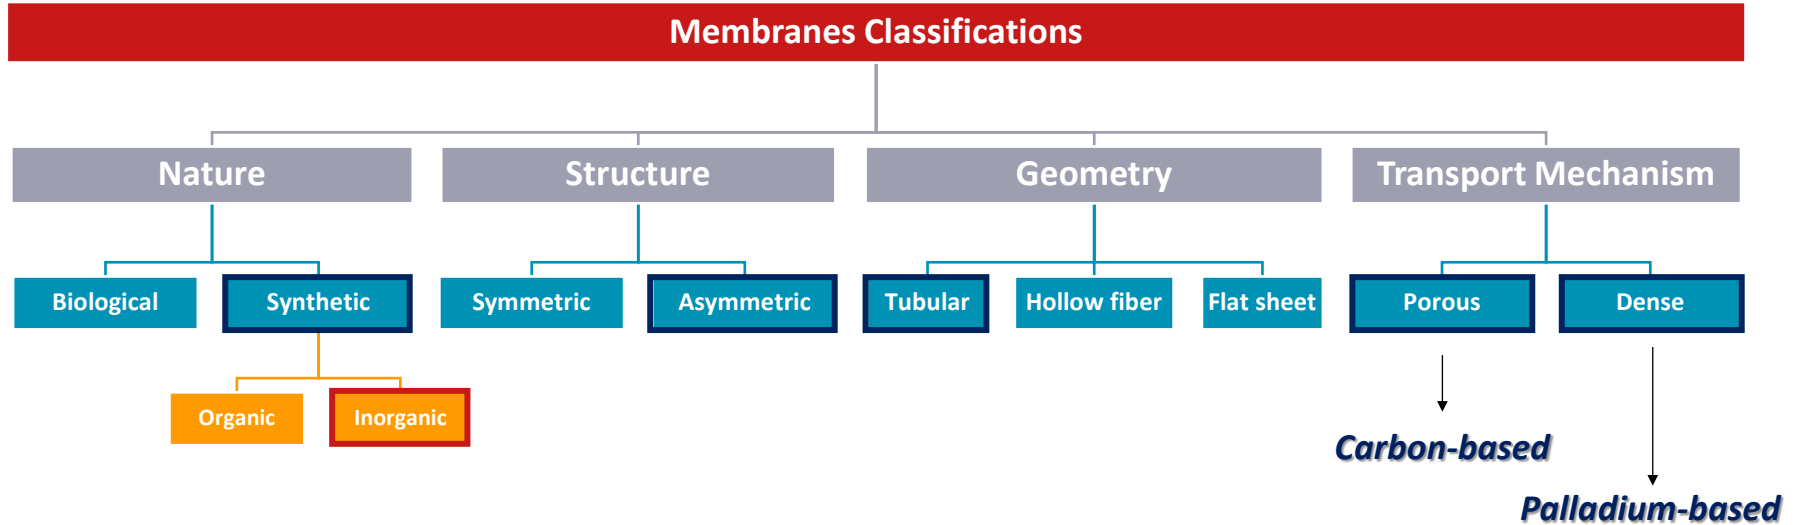 Membranes Classifications
Nature
Structure
Geometry
Transport Mechanism
Biological
Synthetic
Symmetric
Asymmetric
Tubular
Hollow fiber
Flat sheet
Porous
Dense
Organic
Inorganic
Carbon-based
Palladium-based